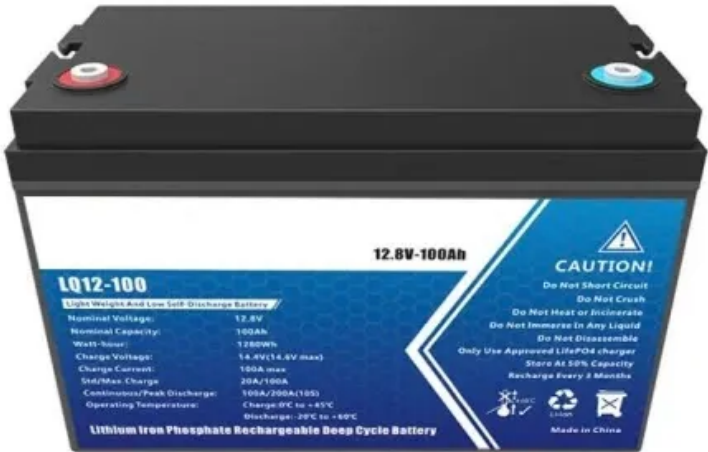 12.8V-100Ah
LQ12-100
Light Weight And Low Self-Discharge Battery
Nominal Voltage: 12.8V
Nominal Capacity: 100Ah
Watt-hour: 1280Wh
Charge Voltage: 14.4V(14.6V max)
Charge Current: 100A max
Std/Max.Charge 20A/100A
Continuous/Peak Discharge: 100A/200A(10S)
Operating Temperature: Charge:0℃ to +45℃
Discharge:-20℃ to +60℃
Lithium Iron Phosphate Rechargeable Deep Cycle Battery
CAUTION!
Do Not Short Circuit
Do Not Crush
Do Not Heat or Incinerate
Do Not Immerse In Any Liquid
Do Not Disassemble
Only Use Approved LifePO4 charger
Store At 50% Capacity
Recharge Every 3 Months
Li-ion
Made in China